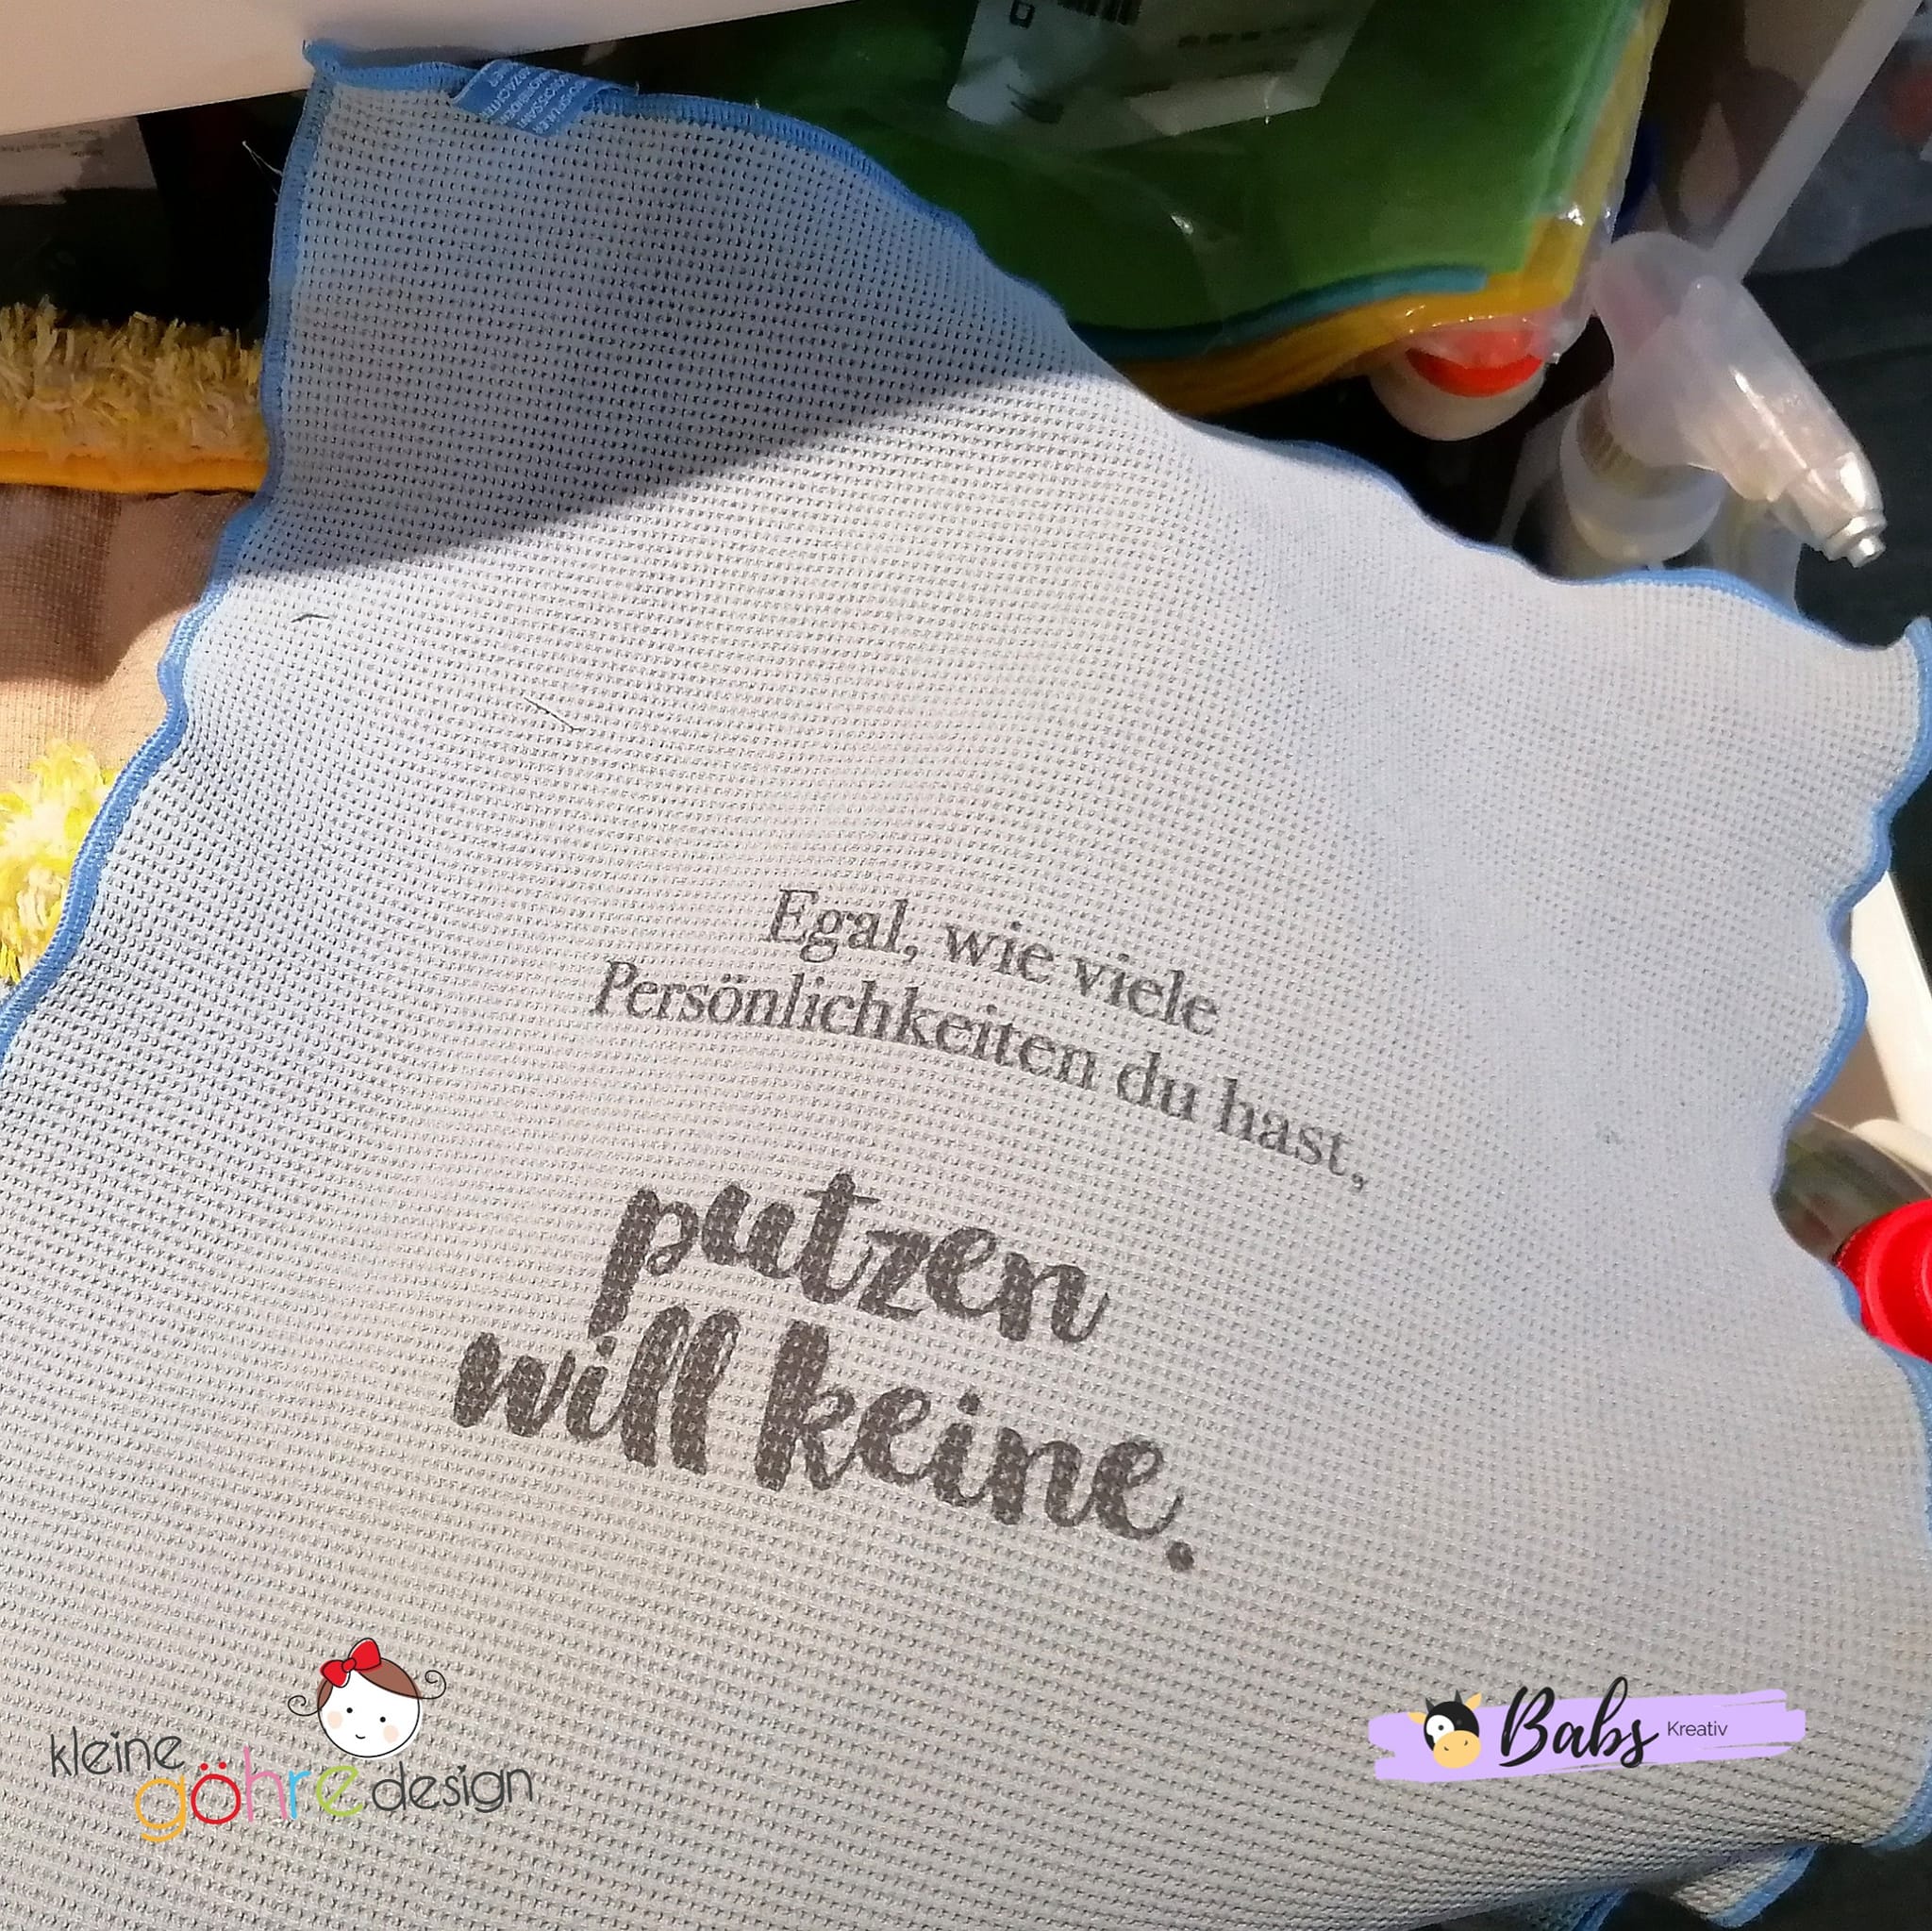 Egal, wie viele
Persönlichkeiten du hast,
putzen
will keine.
kleine
göhre design
Babs Kreativ